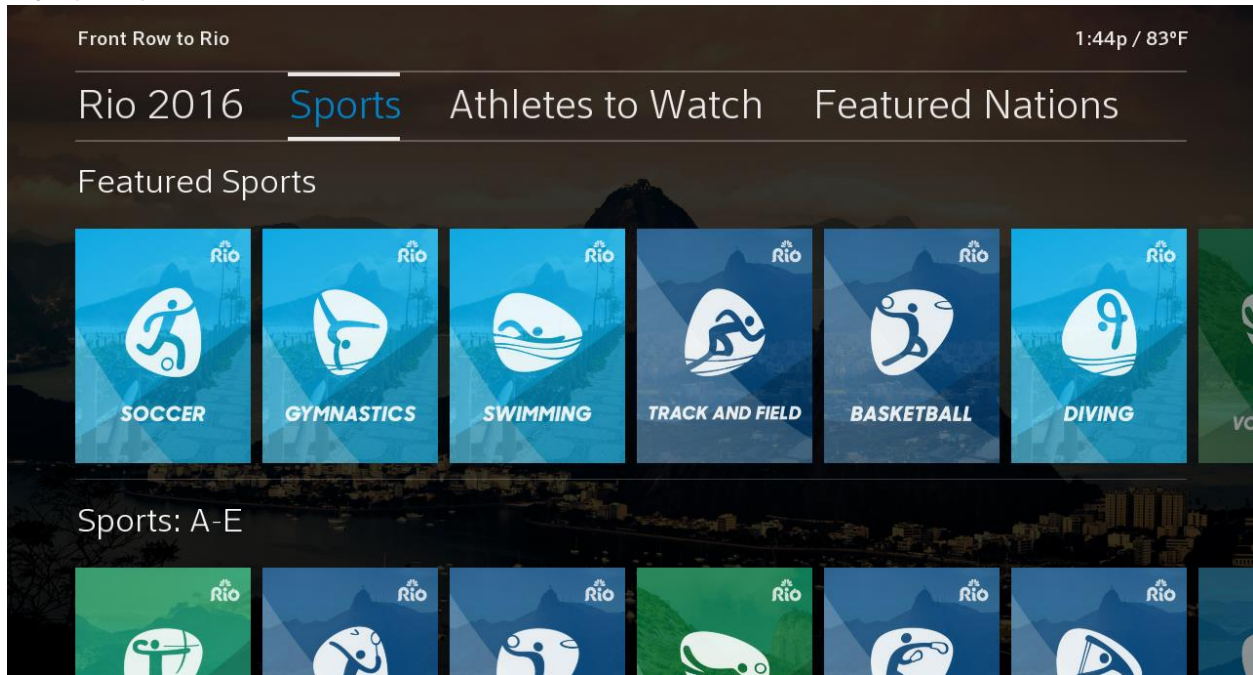 Front Row to Rio
1:44p / 83°F
Rio 2016 Sports Athletes to Watch Featured Nations
Featured Sports
Rio Rio Rio Rio Rio Rio
SOCCER GYMNASTICS SWIMMING TRACK AND FIELD BASKETBALL DIVING
Sports: A-E
Rio Rio Rio Rio Rio Rio